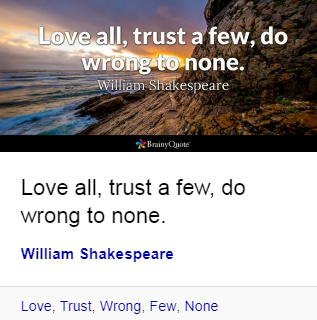 Love all, trust a few, do
wrong to none.
William Shakespeare
BrainyQuote®
Love all, trust a few, do
wrong to none.
William Shakespeare
Love, Trust, Wrong, Few, None